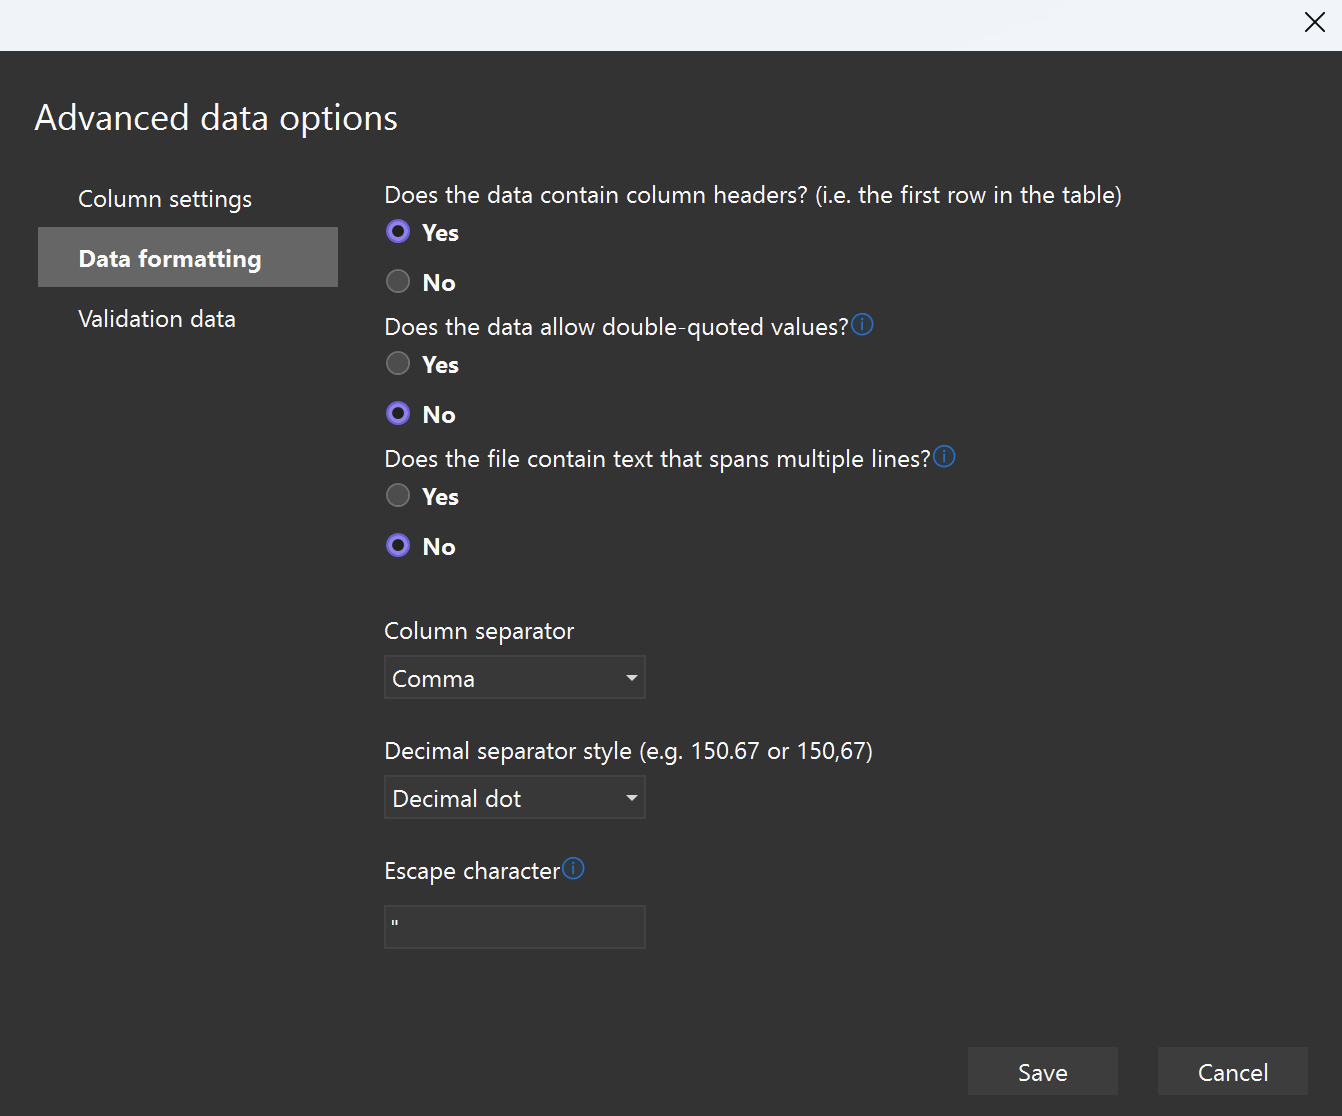 Advanced data options
Column settings
Data formatting
Validation data
Does the data contain column headers? (i.e. the first row in the table)
Yes
No
Does the data allow double-quoted values?
Yes
No
Does the file contain text that spans multiple lines?
Yes
No
Column separator
Comma
Decimal separator style (e.g. 150.67 or 150,67)
Decimal dot
Escape character
"
Save
Cancel